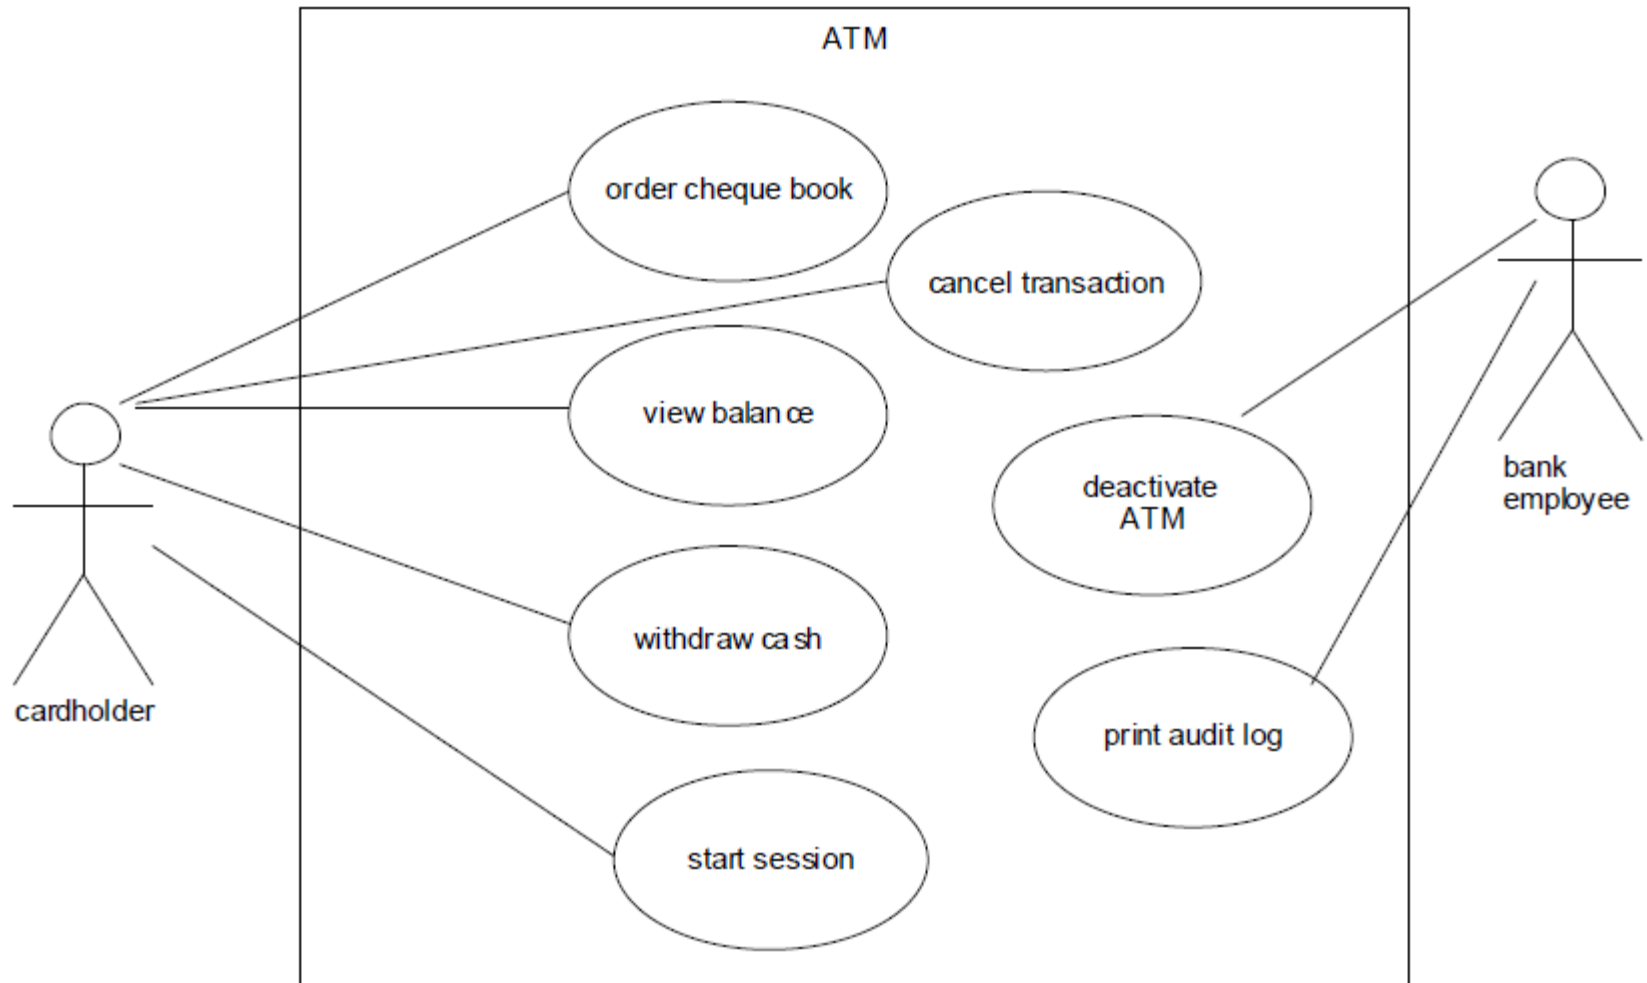 ATM
order cheque book
cancel transaction
view balance
deactivate
ATM
bank
employee
withdraw cash
cardholder
print audit log
start session